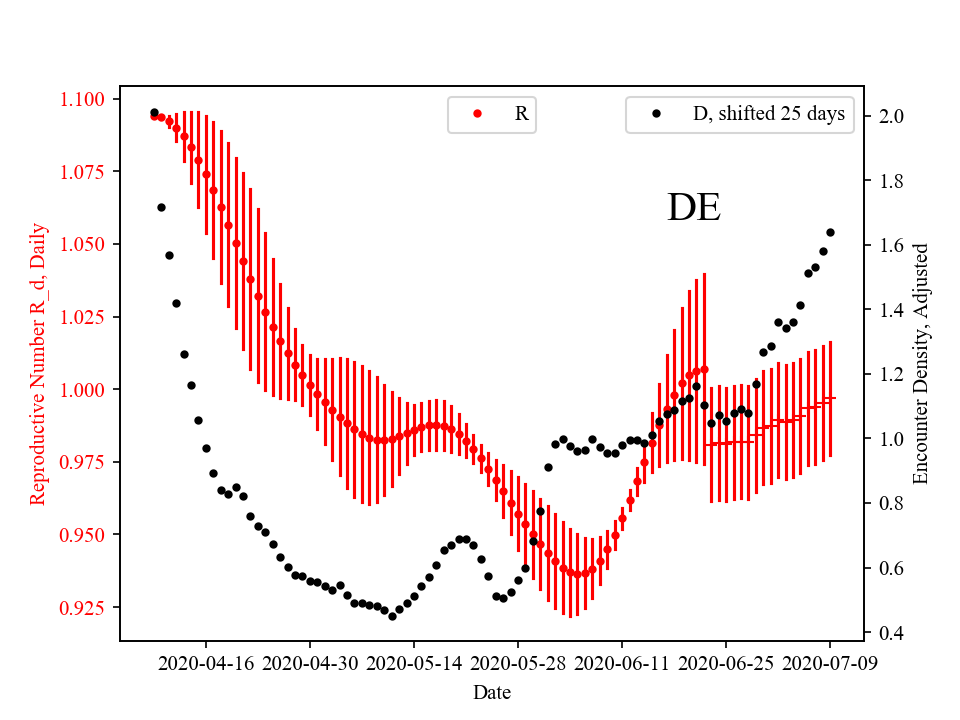 R
D, shifted 25 days
DE
Reproductive Number R_d, Daily
1.100
1.075
1.050
1.025
1.000
0.975
0.950
0.925
2.0
1.8
1.6
1.4
1.2
1.0
0.8
0.6
0.4
Encounter Density, Adjusted
2020-04-16 2020-04-30 2020-05-14 2020-05-28 2020-06-11 2020-06-25 2020-07-09
Date